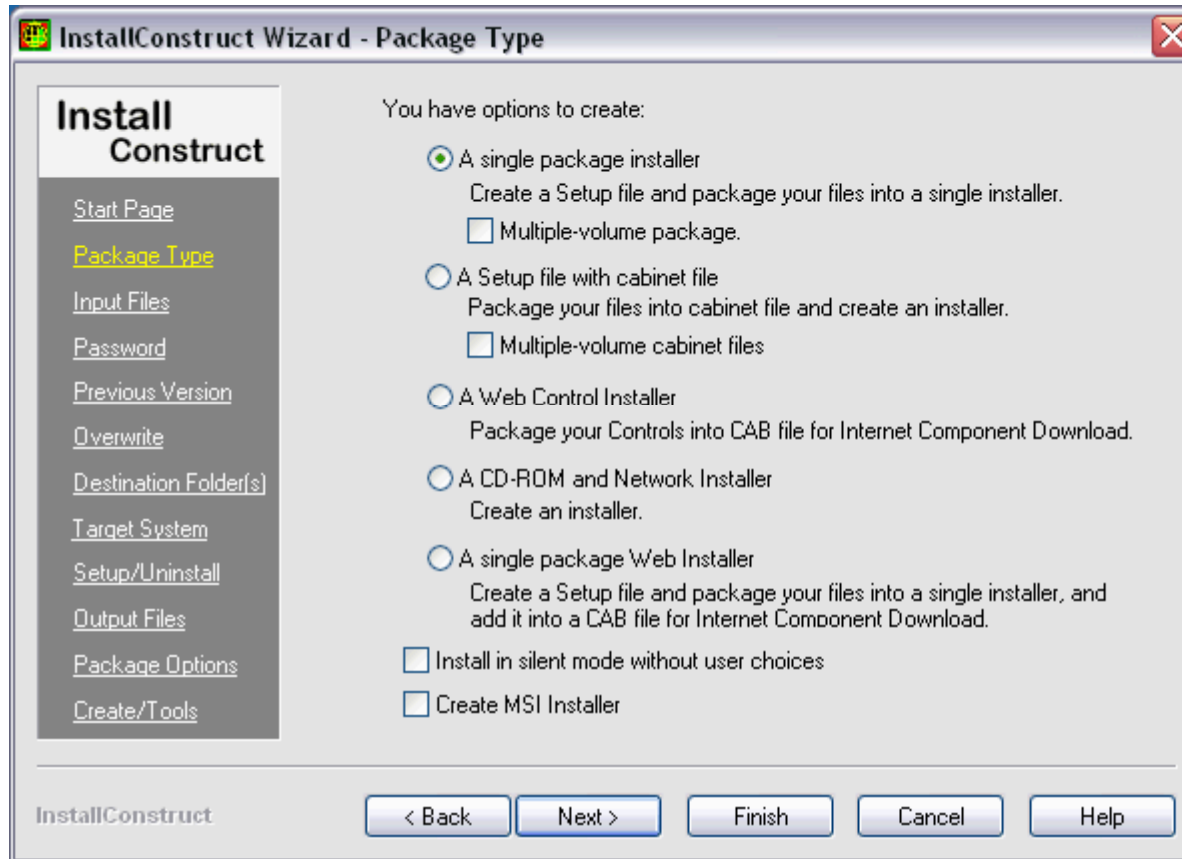 InstallConstruct Wizard - Package Type
Install
Construct
Start Page
Package Type
Input Files
Password
Previous Version
Overwrite
Destination Folder(s)
Target System
Setup/Uninstall
Output Files
Package Options
Create/Tools
You have options to create:
A single package installer
Create a Setup file and package your files into a single installer.
Multiple-volume package.
A Setup file with cabinet file
Package your files into cabinet file and create an installer.
Multiple-volume cabinet files
A Web Control Installer
Package your Controls into CAB file for Internet Component Download.
A CD-ROM and Network Installer
Create an installer.
A single package Web Installer
Create a Setup file and package your files into a single installer, and
add it into a CAB file for Internet Component Download.
Install in silent mode without user choices
Create MSI Installer
InstallConstruct
< Back
Next >
Finish
Cancel
Help